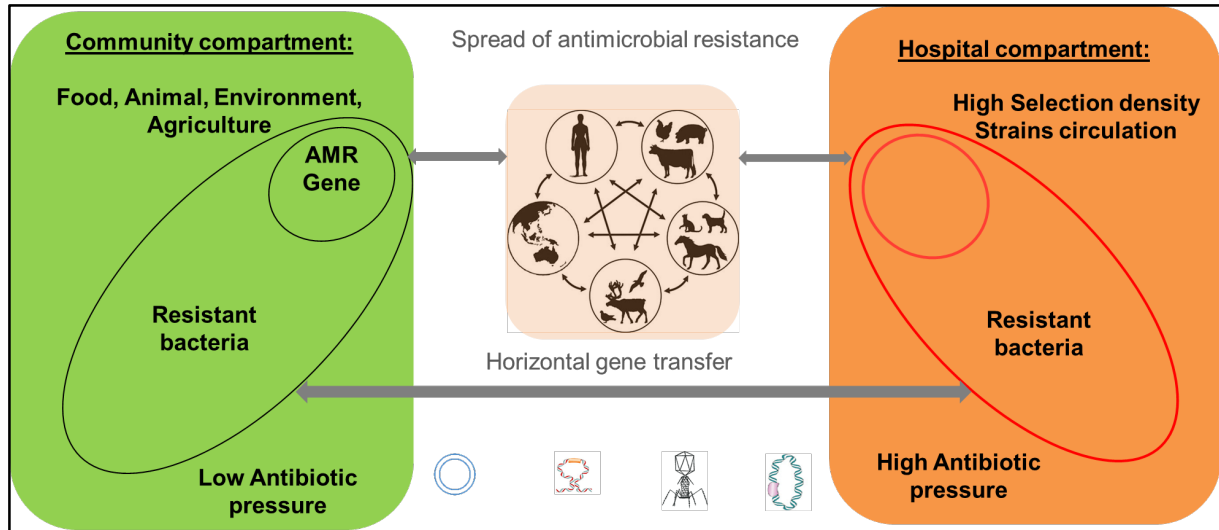 Community compartment:
Food, Animal, Environment,
Agriculture
AMR
Gene
Resistant
bacteria
Low Antibiotic
pressure
Spread of antimicrobial resistance
Horizontal gene transfer
Hospital compartment:
High Selection density
Strains circulation
Resistant
bacteria
High Antibiotic
pressure